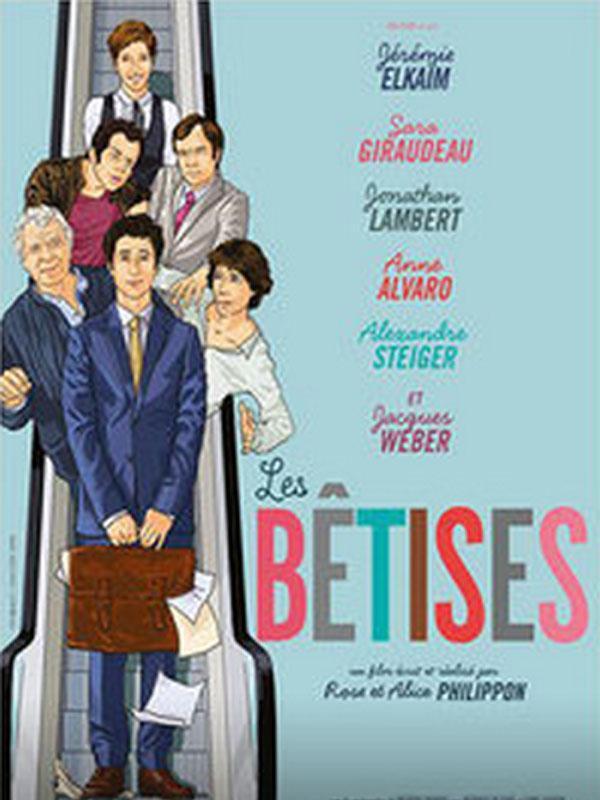 Jérémie
ELKAÏM
Sara
GIRAUDEAU
Jonathan
LAMBERT
Anne
ALVARO
Alexandre
STEIGER
ET
Jacques
WEBER
Les
BÊTISES
un film écrit et réalisé par
Rose et Alice PHILIPPON